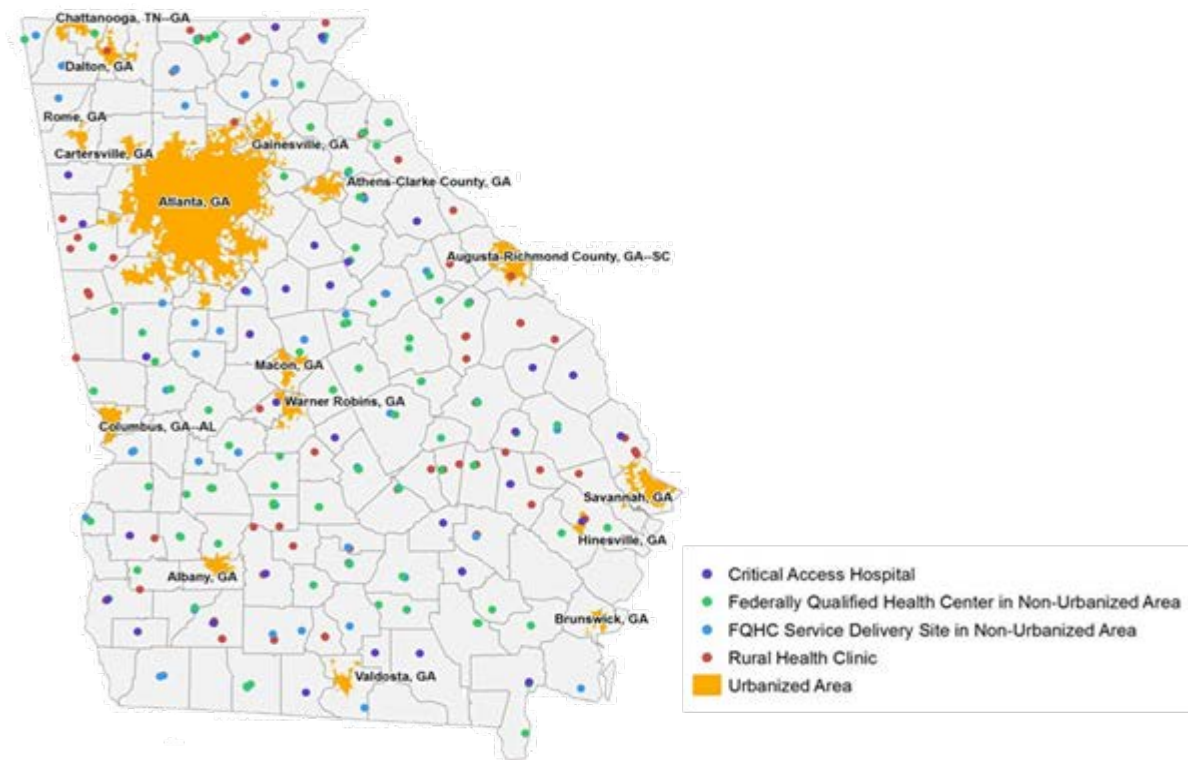 Chattanooga, TN--GA
Dalton, GA
Rome, GA
Cartersville, GA
Gainesville, GA
Athens-Clarke County, GA
Atlanta, GA
Augusta-Richmond County, GA--SC
Macon, GA
Warner Robins, GA
Columbus, GA--AL
Savannah, GA
Hinesville, GA
Albany, GA
Brunswick, GA
Valdosta, GA
Critical Access Hospital
Federally Qualified Health Center in Non-Urbanized Area
FQHC Service Delivery Site in Non-Urbanized Area
Rural Health Clinic
Urbanized Area